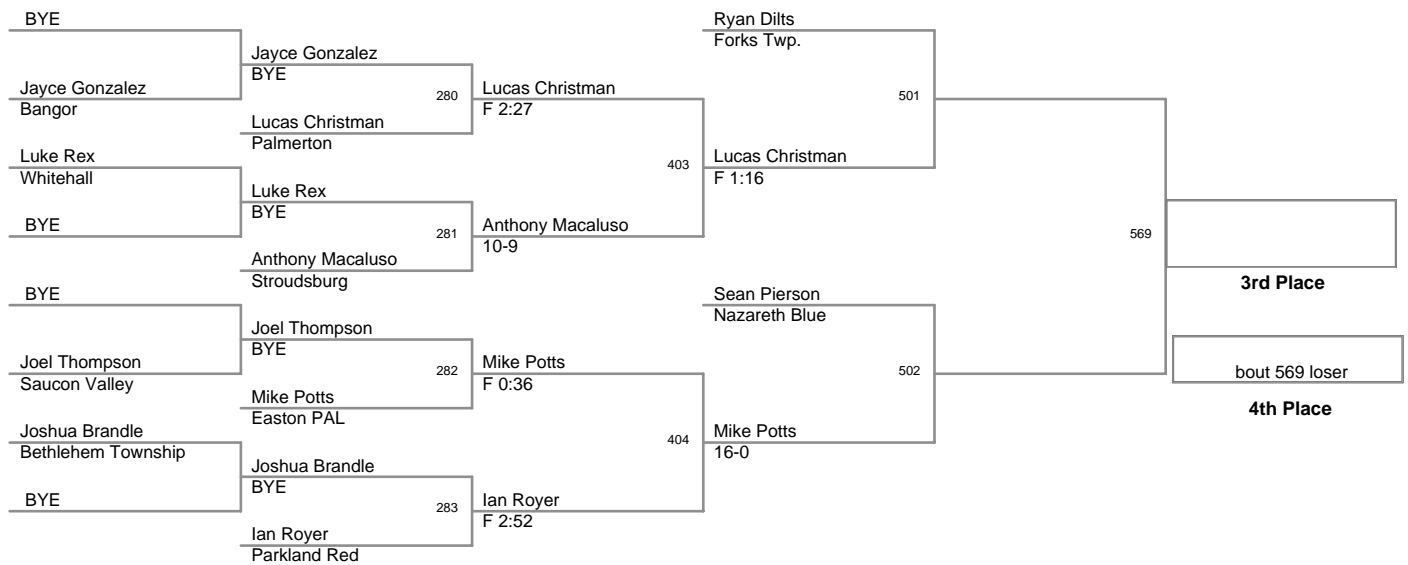 BYE
Jayce Gonzalez
Bangor
Luke Rex
Whitehall
BYE
BYE
Joel Thompson
Saucon Valley
Joshua Brandle
Bethlehem Township
BYE
Jayce Gonzalez
BYE
280
Lucas Christman
Palmerton
Luke Rex
BYE
281
Anthony Macaluso
Stroudsburg
Joel Thompson
BYE
282
Mike Potts
Easton PAL
Joshua Brandle
BYE
283
Ian Royer
Parkland Red
Lucas Christman
F 2:27
403
Anthony Macaluso
10-9
Mike Potts
F 0:36
404
Ian Royer
F 2:52
Ryan Dilts
Forks Twp.
501
Lucas Christman
F 1:16
Sean Pierson
Nazareth Blue
502
Mike Potts
16-0
569
3rd Place
bout 569 loser
4th Place